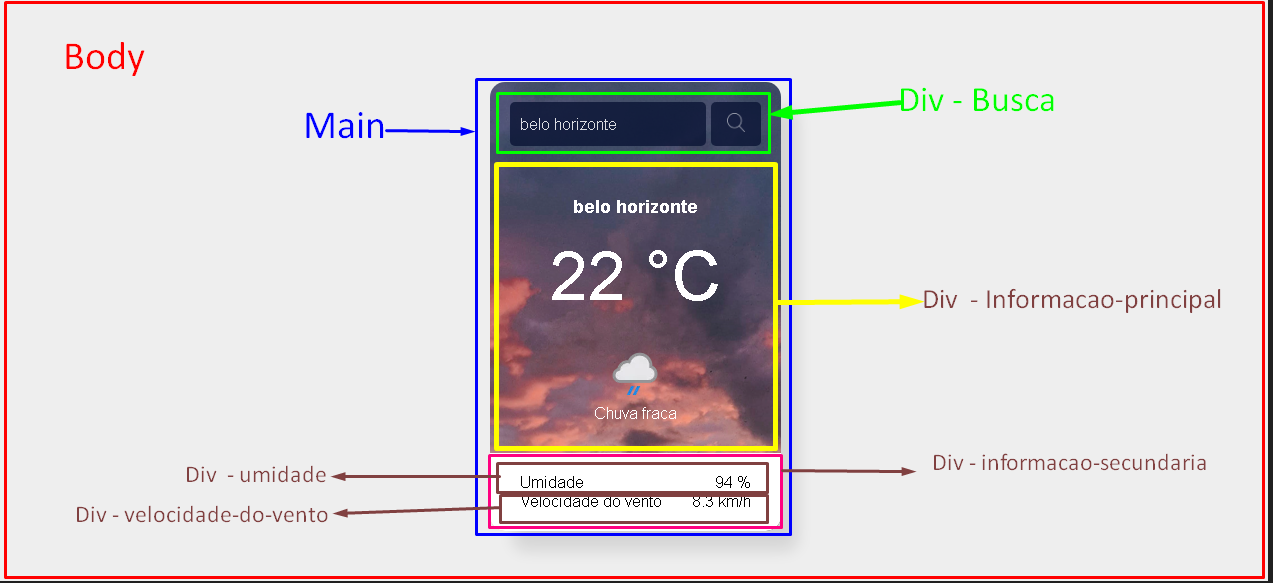 Body
Main
Div - Busca
belo horizonte
belo horizonte
22 °C
Div - Informacao-principal
Chuva fraca
Div - umidade
Div - informacao-secundaria
Umidade 94 %
Div - velocidade-do-vento
Velocidade do vento 8.3 km/h